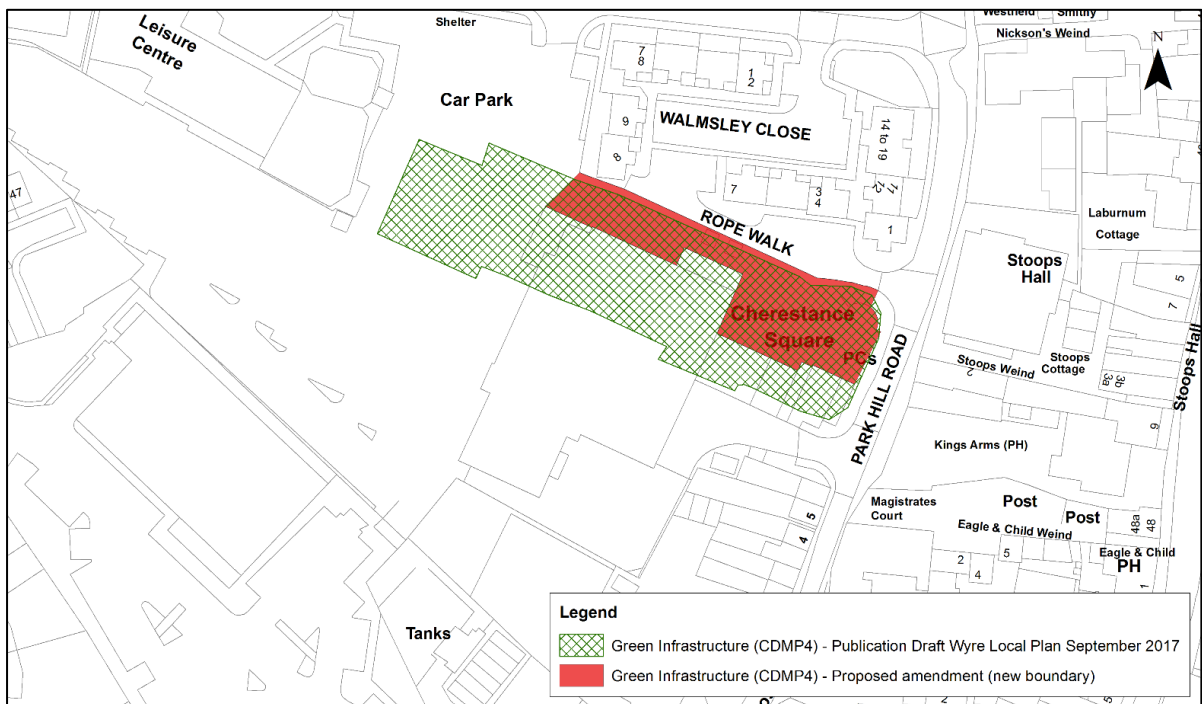 Leisure
Centre
Shelter
Westfield
Smithy
Nickson's Weind
N
Car Park
7
8
1
2
9
8
WALMSLEY CLOSE
14 to 19
47
7
3
4
11
12
1
ROPE WALK
Laburnum
Cottage
Stoops
Hall
5
7
Cherestance
Square
PCs
PARK HILL ROAD
Stoops Weind
2
Stoops
Cottage
3b
3a
Stoops Hall
9
Kings Arms (PH)
Magistrates
Court
Post
Post
Eagle & Child Weind
48a
48
5
4
2
4
5
Eagle & Child
PH
1
Tanks
Legend
Green Infrastructure (CDMP4) - Publication Draft Wyre Local Plan September 2017
Green Infrastructure (CDMP4) - Proposed amendment (new boundary)